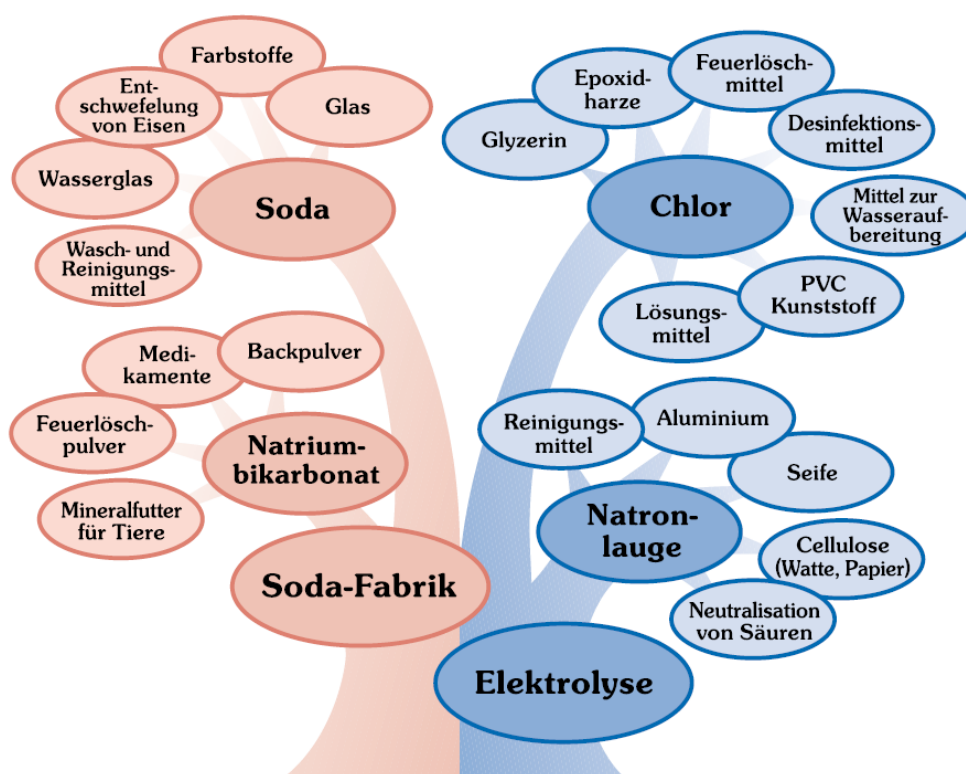 Farbstoffe
Ent-
schwefelung
von Eisen
Glas
Wasserglas
Soda
Wasch- und
Reinigungs-
mittel
Medi-
kamente
Backpulver
Feuerlösch-
pulver
Natrium-
bikarbonat
Mineralfutter
für Tiere
Soda-Fabrik
Feuerlösch-
mittel
Epoxid-
harze
Glyzerin
Desinfektions-
mittel
Chlor
Mittel zur
Wasserauf-
bereitung
PVC
Kunststoff
Lösungs-
mittel
Reinigungs-
mittel
Aluminium
Seife
Natron-
lauge
Cellulose
(Watte, Papier)
Neutralisation
von Säuren
Elektrolyse